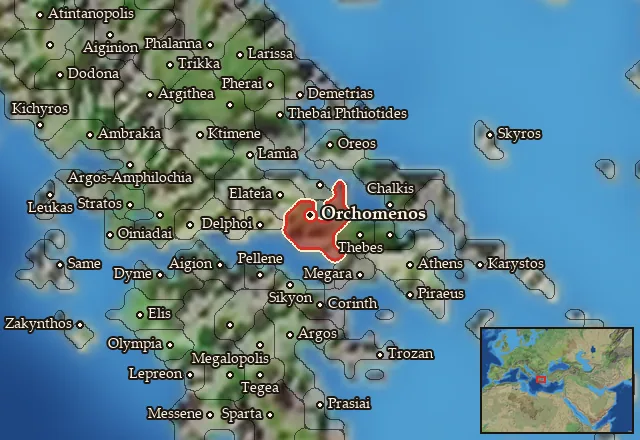 Atintanopolis
Aiginion
Phalanna
Larissa
Trikka
Dodona
Pherai
Argithea
Demetrias
Kichyros
Thebai Phthiotides
Ambrakia
Ktimene
Skyros
Oreos
Lamia
Argos-Amphilochia
Chalkis
Elateia
Leukas
Stratos
Orchomenos
Delphoi
Oiniadai
Thebes
Pellene
Same
Aigion
Athens
Karystos
Dyme
Megara
Sikyon
Piraeus
Corinth
Elis
Zakynthos
Argos
Olympia
Megalopolis
Trozan
Lepreon
Tegea
Prasiai
Messene
Sparta